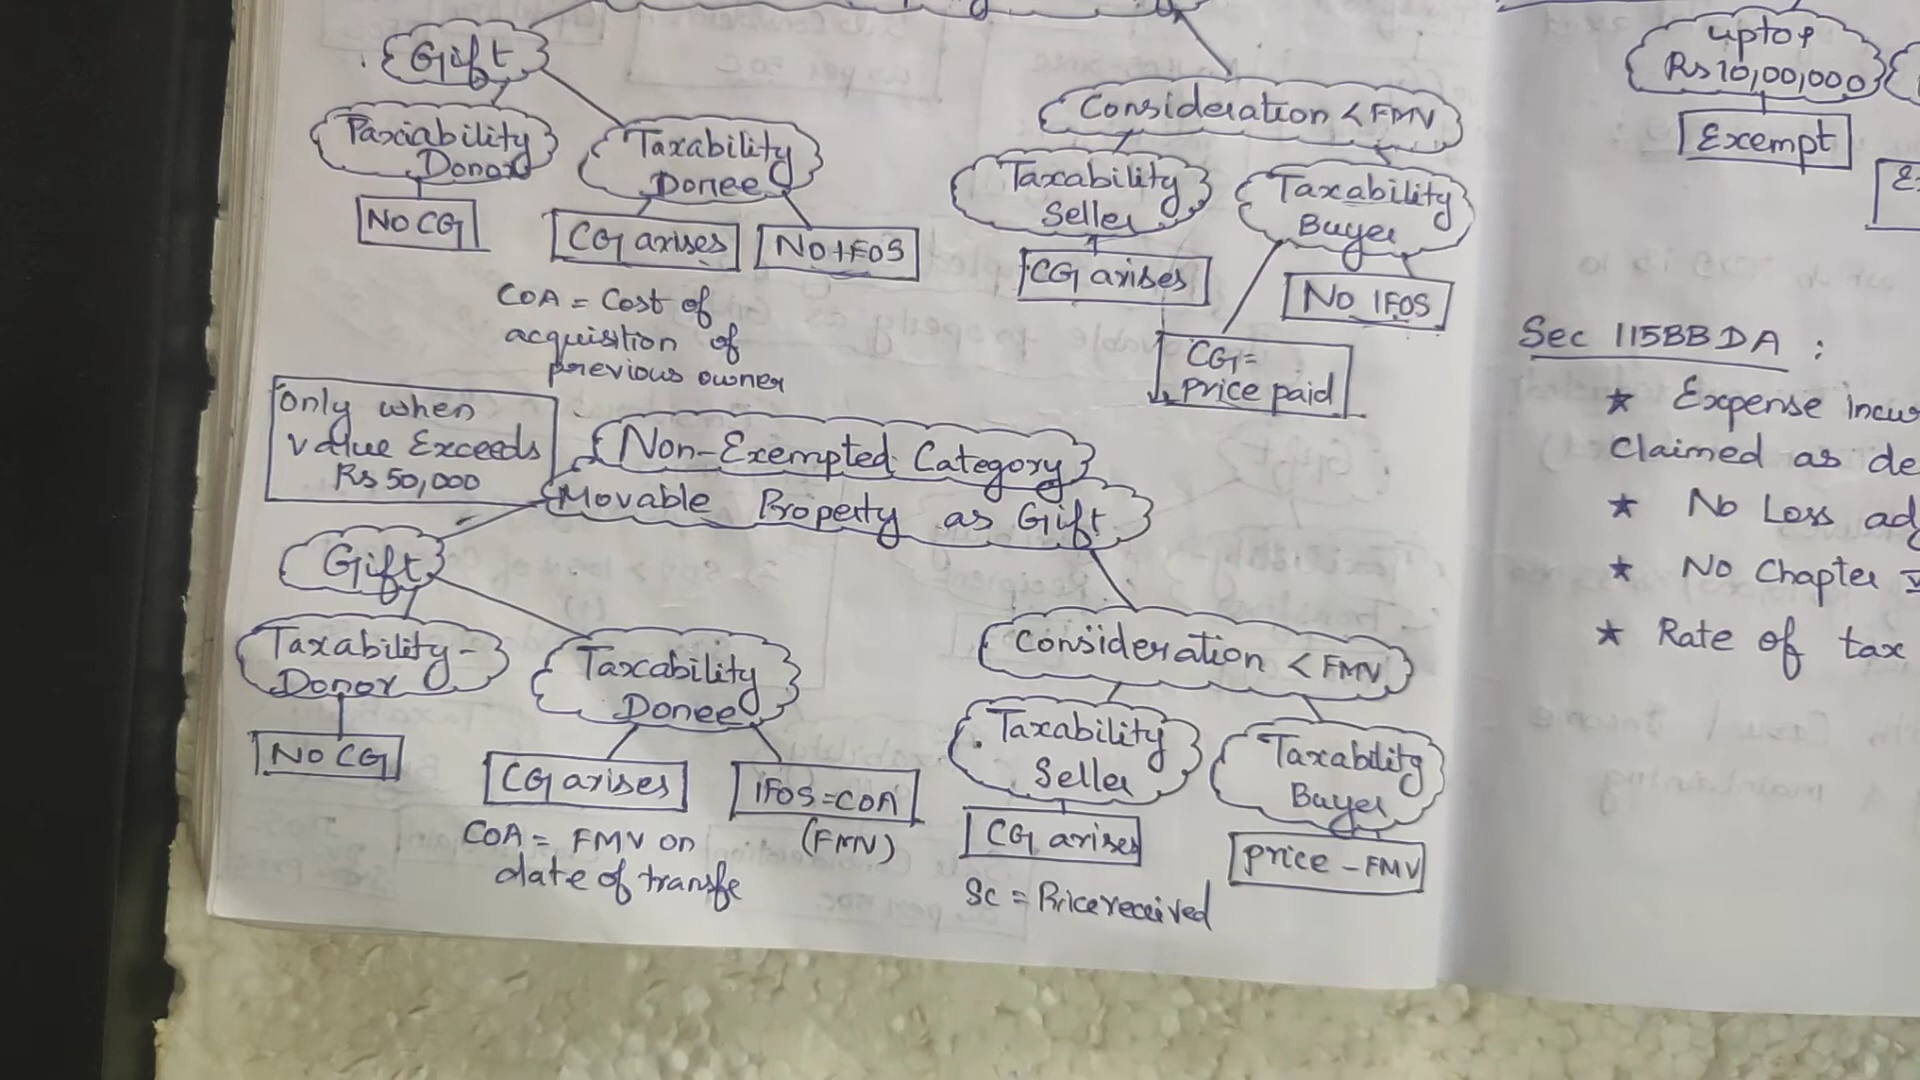 Gift
Paxiability
Donor
NO CG
Taxability
Donee
CG arises
NO IFOS
COA = Cost of
acquisition of
previous owner
Consideration < FMV
Taxability
Seller
CG arises
Taxability
Buyer
NO IFOS
CG =
price paid
only when
value Exceeds
Rs 50,000
Non-Exempted Category
Movable Property as Gift
Gift
Taxability -
Donor
NO CG
Taxability
Donee
CG arises
COA = FMV on
date of transfe
IFOS = COA
(FMV)
Consideration < FMV
Taxability
Seller
CG arises
Sc = Price received
Taxability
Buyer
price - FMV
upto
Rs 10,00,000
Exempt
Sec 115BBDA :
★ Expense incur
Claimed as de
★ No Loss adj
★ No Chapter V
★ Rate of tax